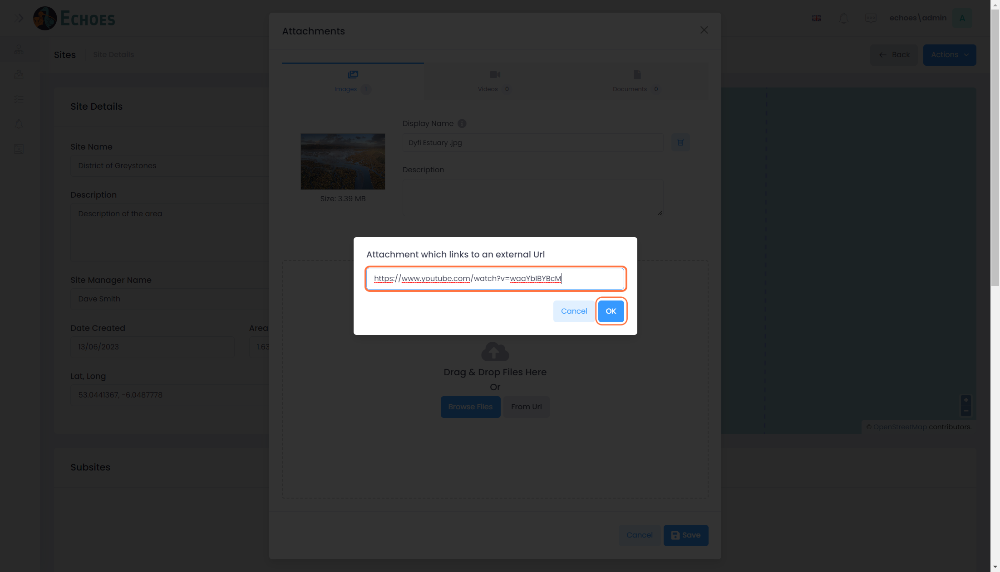 ECHOES
echoes\admin
A
Sites
Site Details
Back
Actions
Attachments
Images 1
Videos 0
Documents 0
Site Details
Site Name
District of Greystones
Description
Description of the area
Site Manager Name
Dave Smith
Date Created
Area
13/06/2023
1.63
Lat, Long
53.0441367, -6.0487778
Subsites
Display Name
Dyfi Estuary .jpg
Description
Size: 3.39 MB
Attachment which links to an external Url
https://www.youtube.com/watch?v=waaYbIBYBcM
Cancel
OK
Drag & Drop Files Here
Or
Browse Files
From Url
Cancel
Save
+
−
© OpenStreetMap contributors.